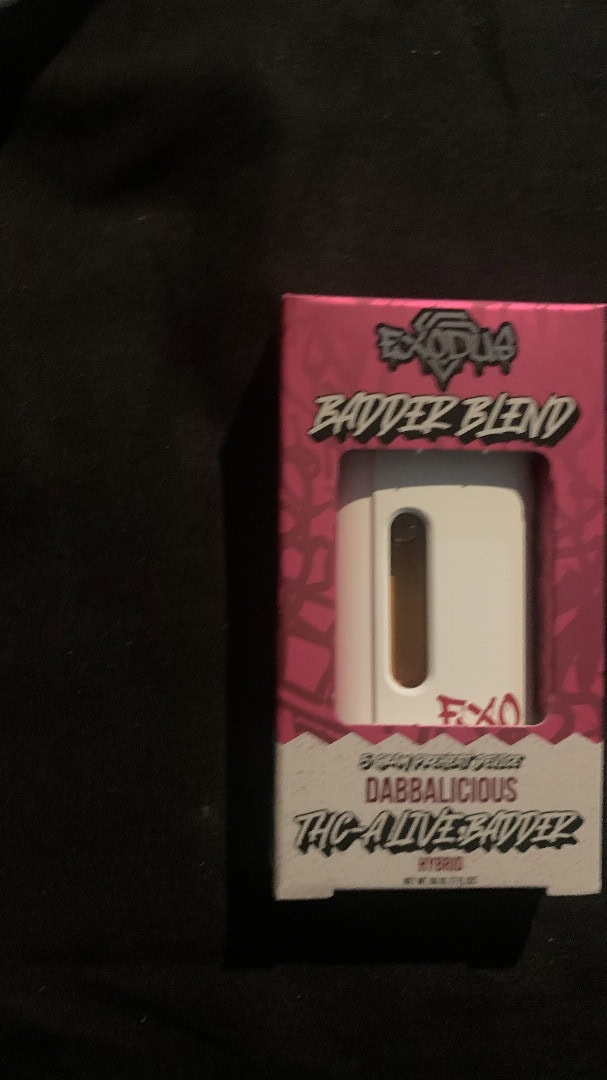 EXODUS
BADDER BLEND
EXO
DABBALICIOUS
THC-A LIVE BADDER
HYBRID